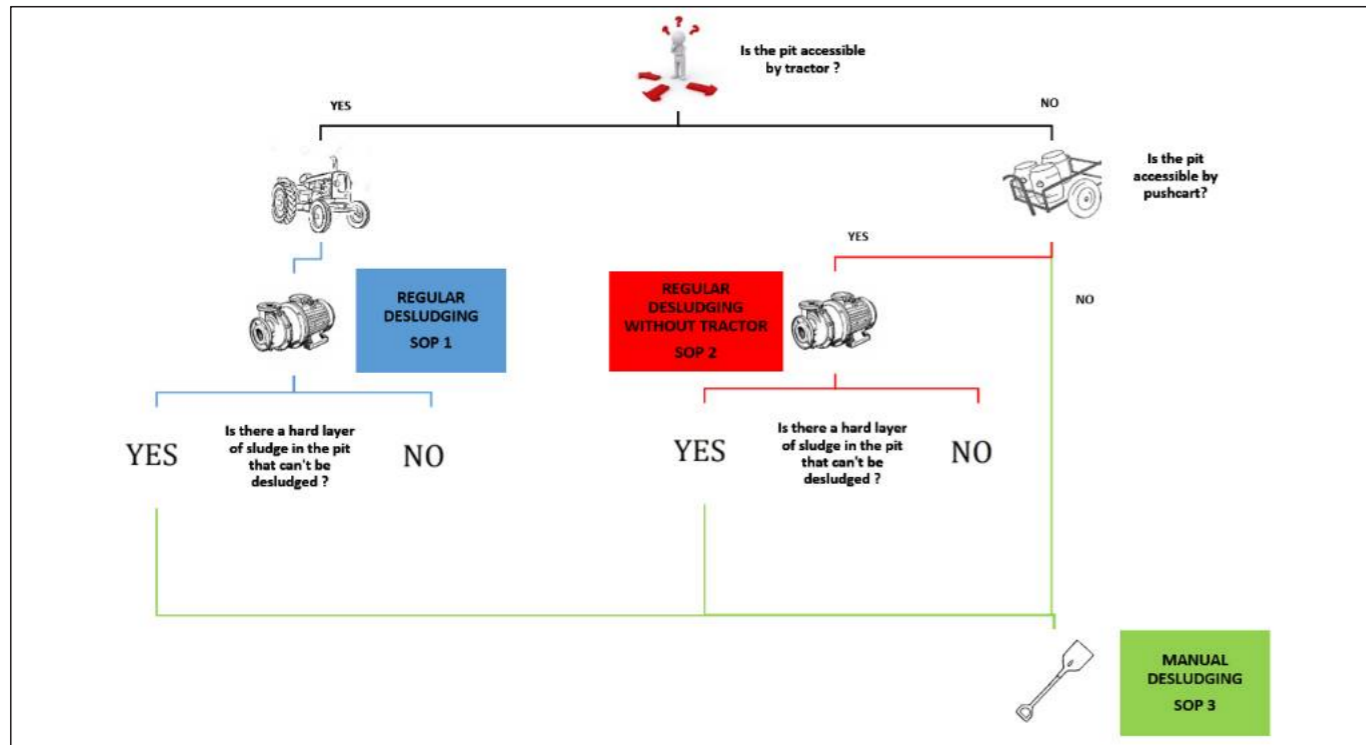 Is the pit accessible
by tractor ?
YES
NO
Is the pit
accessible by
pushcart?
YES
NO
REGULAR
DESLUDGING
SOP 1
REGULAR
DESLUDGING
WITHOUT TRACTOR
SOP 2
YES
Is there a hard layer
of sludge in the pit
that can't be
desludged ?
NO
YES
Is there a hard layer
of sludge in the pit
that can't be
desludged ?
NO
MANUAL
DESLUDGING
SOP 3